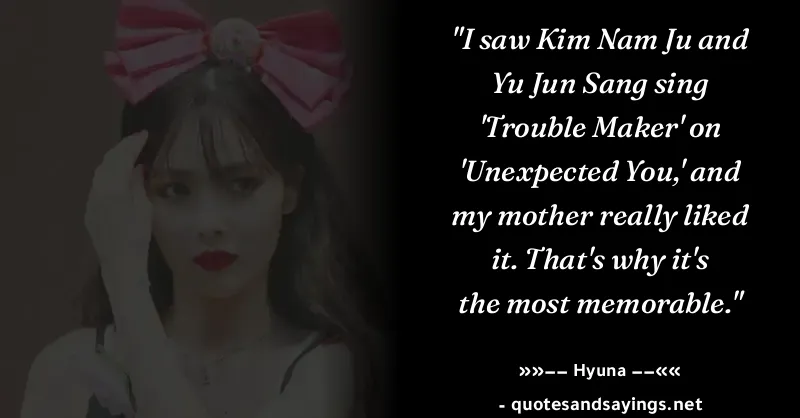 "I saw Kim Nam Ju and
Yu Jun Sang sing
'Trouble Maker' on
'Unexpected You,' and
my mother really liked
it. That's why it's
the most memorable."
»»−− Hyuna −−««
- quotesandsayings.net